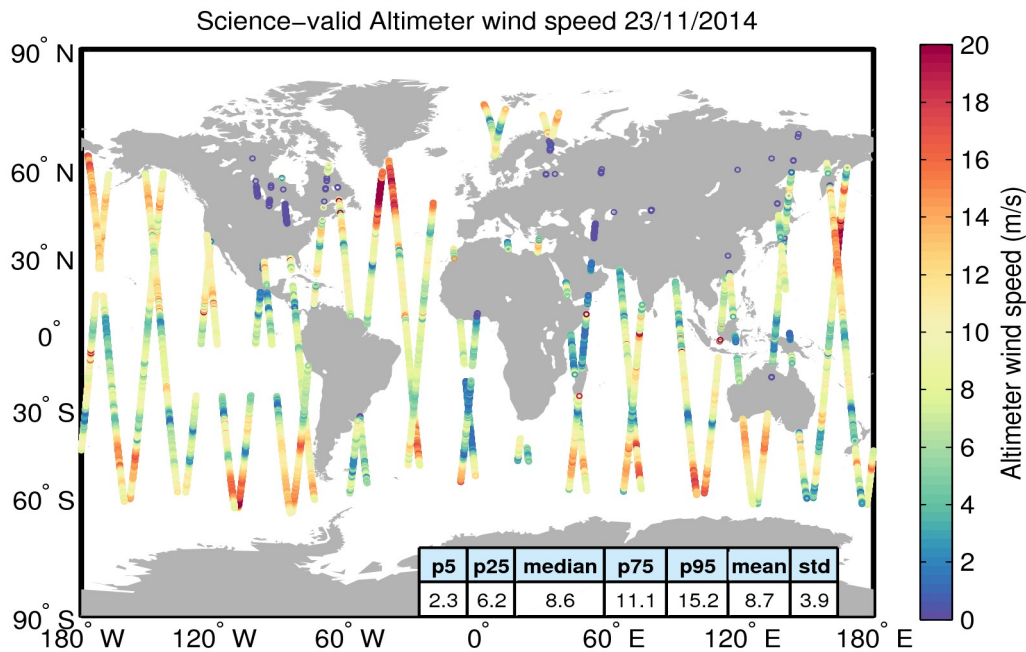 Science−valid Altimeter wind speed 23/11/2014
90° N
60° N
30° N
0°
30° S
60° S
90° S
180° W
120° W
60° W
0°
60° E
120° E
180° E
p5 p25 median p75 p95 mean std
2.3 6.2 8.6 11.1 15.2 8.7 3.9
20
18
16
14
12
10
8
6
4
2
0
Altimeter wind speed (m/s)